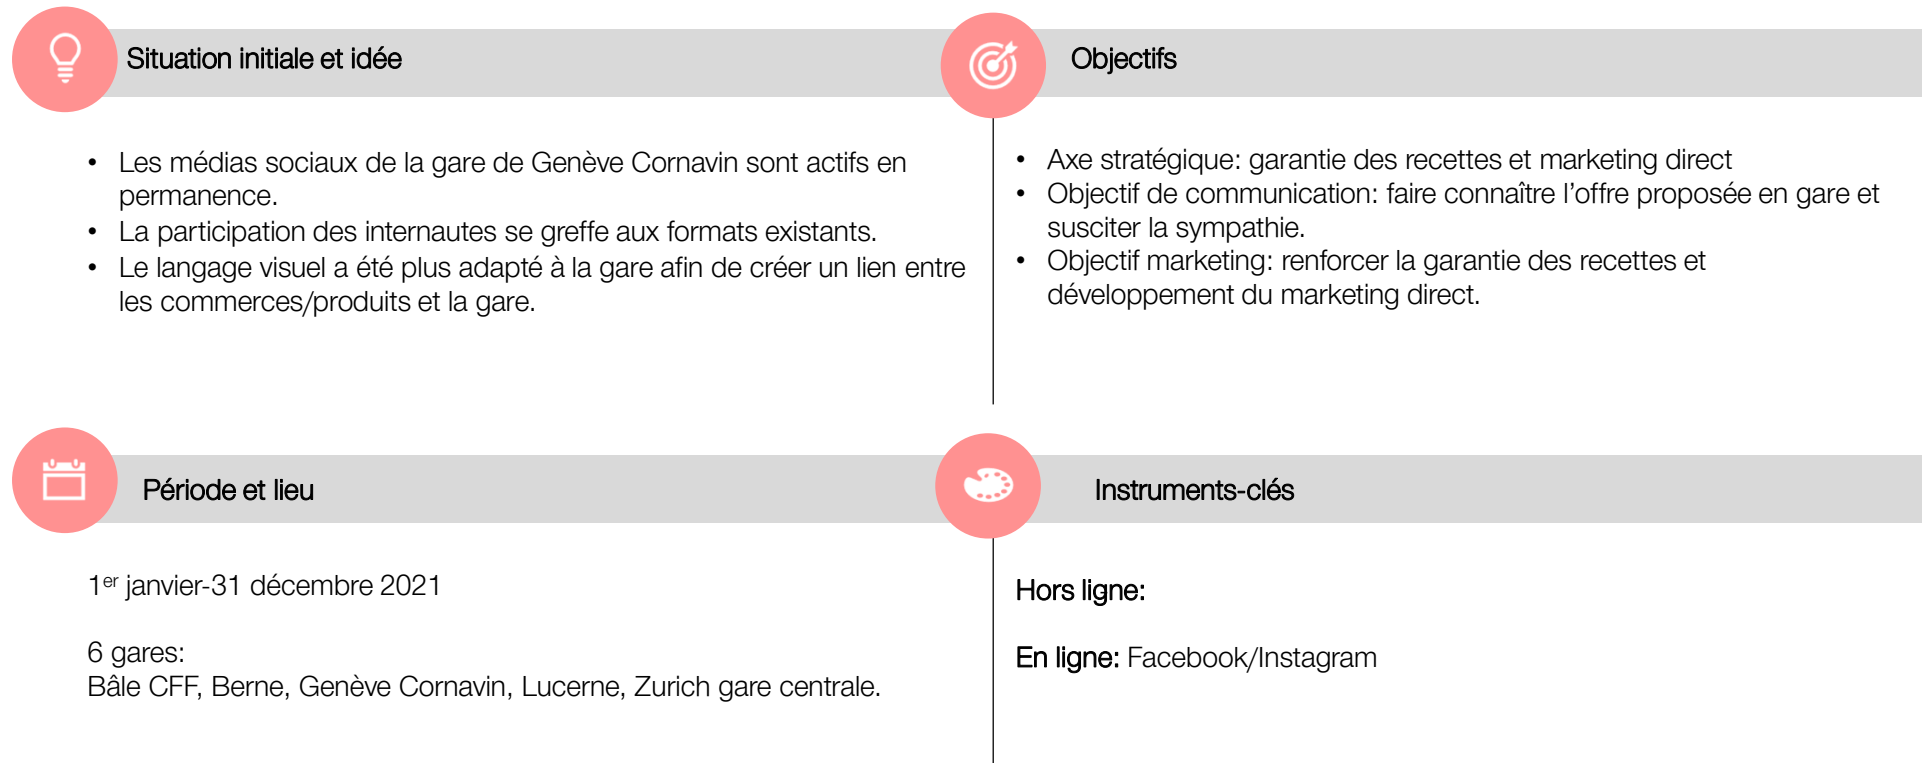 Situation initiale et idée
• Les médias sociaux de la gare de Genève Cornavin sont actifs en
permanence.
• La participation des internautes se greffe aux formats existants.
• Le langage visuel a été plus adapté à la gare afin de créer un lien entre
les commerces/produits et la gare.
Objectifs
• Axe stratégique: garantie des recettes et marketing direct
• Objectif de communication: faire connaître l’offre proposée en gare et
susciter la sympathie.
• Objectif marketing: renforcer la garantie des recettes et
développement du marketing direct.
Période et lieu
1er janvier-31 décembre 2021
6 gares:
Bâle CFF, Berne, Genève Cornavin, Lucerne, Zurich gare centrale.
Instruments-clés
Hors ligne:
En ligne: Facebook/Instagram